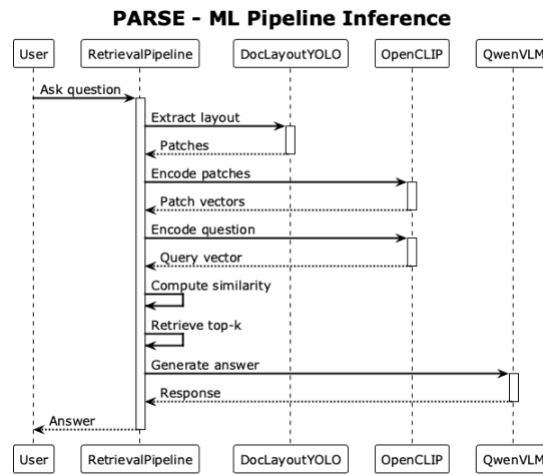 PARSE - ML Pipeline Inference
User RetrievalPipeline DocLayoutYOLO OpenCLIP QwenVLM
Ask question
Extract layout
Patches
Encode patches
Patch vectors
Encode question
Query vector
Compute similarity
Retrieve top-k
Generate answer
Response
Answer
User RetrievalPipeline DocLayoutYOLO OpenCLIP QwenVLM